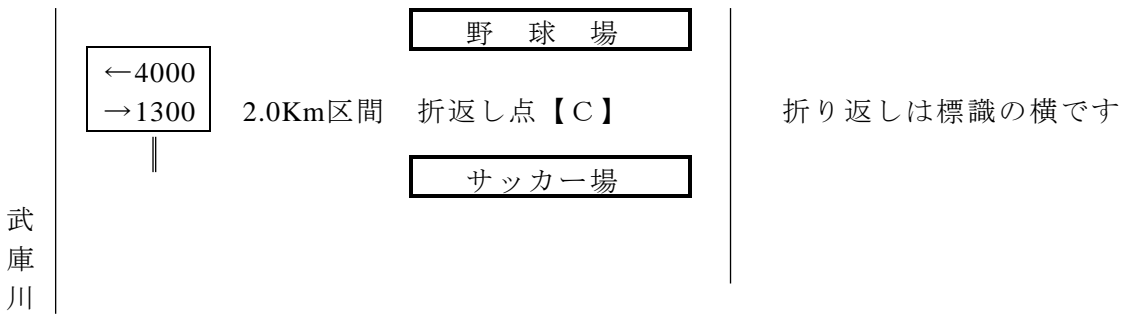 野 球 場
←4000
→1300
2.0Km区間 折返し点【C】
折り返しは標識の横です
サッカー場
武庫川